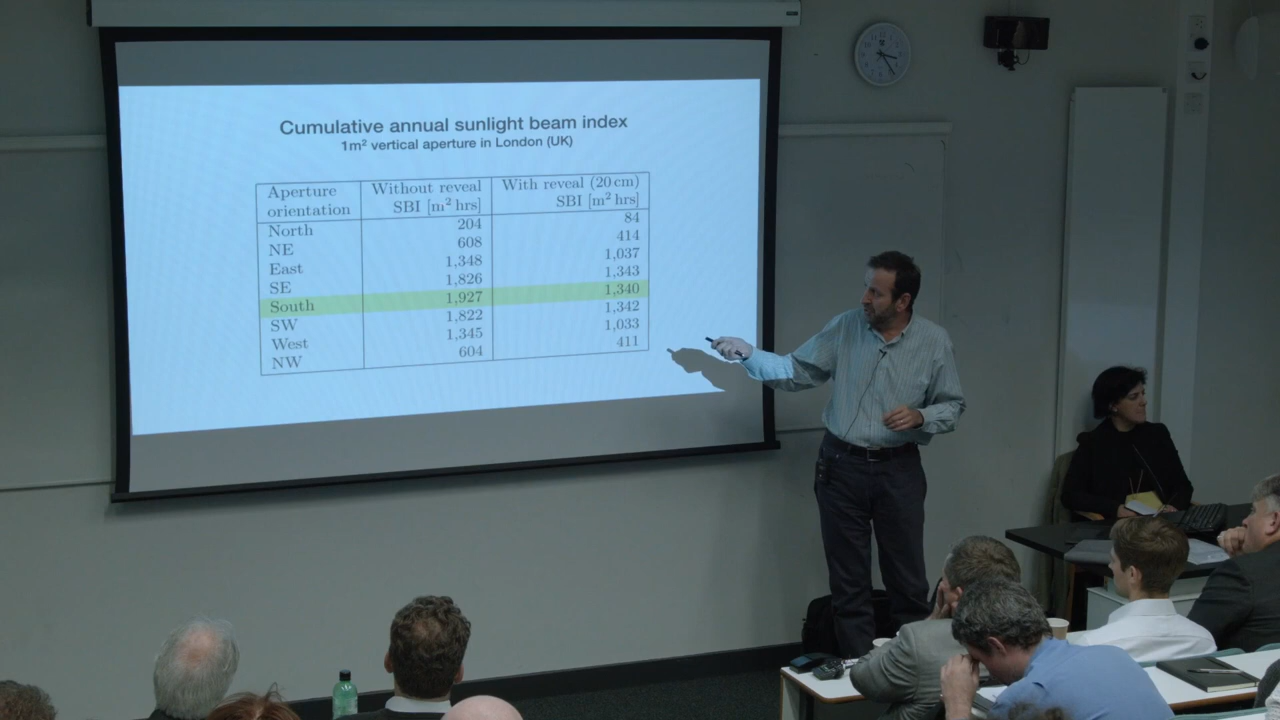 Cumulative annual sunlight beam index
1m² vertical aperture in London (UK)
Aperture orientation Without reveal SBI [m² hrs] With reveal (20 cm) SBI [m² hrs]
North 204 84
NE 608 414
East 1,348 1,037
SE 1,826 1,343
South 1,927 1,340
SW 1,822 1,342
West 1,345 1,033
NW 604 411